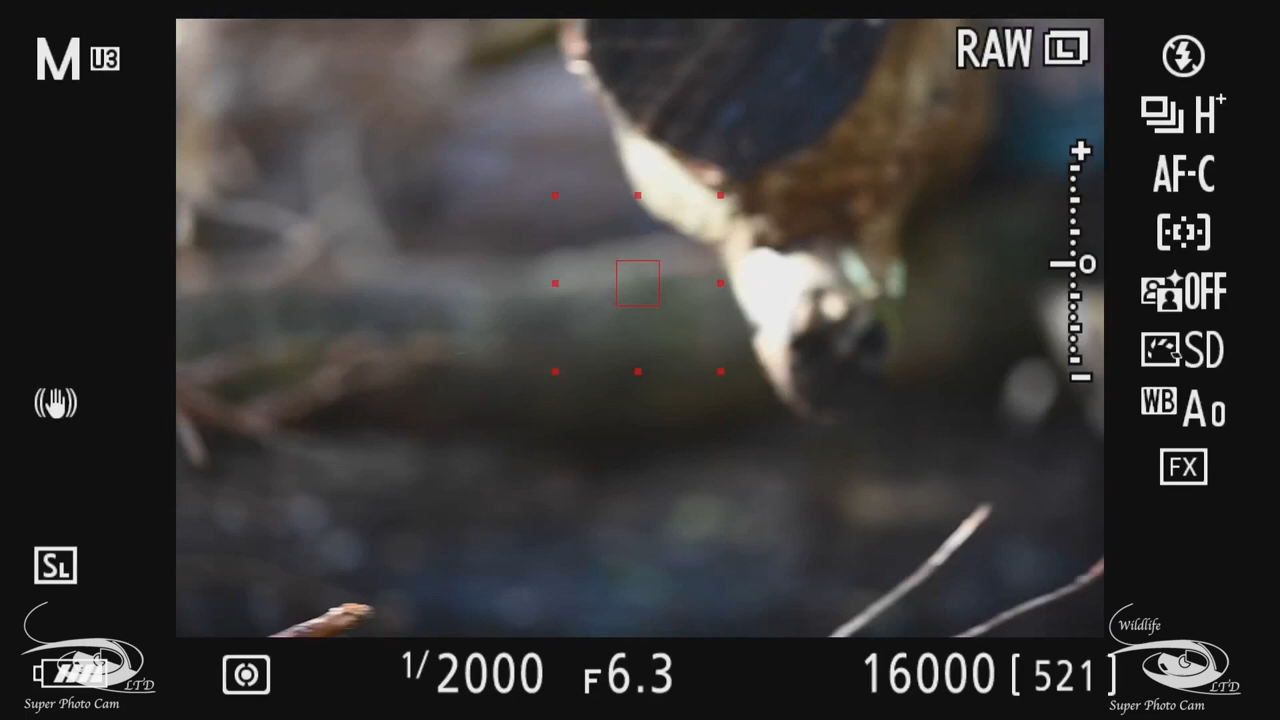 M U3
RAW L
H+
AF-C
OFF
SD
WB A0
FX
+
0
-
SL
1/2000 F6.3 16000 [521]
Wildlife
LTD
Super Photo Cam
LTD
Super Photo Cam